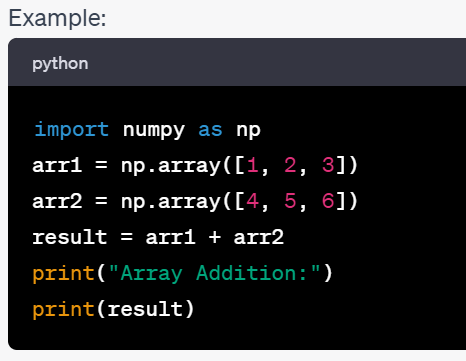 Example:
python
import numpy as np
arr1 = np.array([1, 2, 3])
arr2 = np.array([4, 5, 6])
result = arr1 + arr2
print("Array Addition:")
print(result)